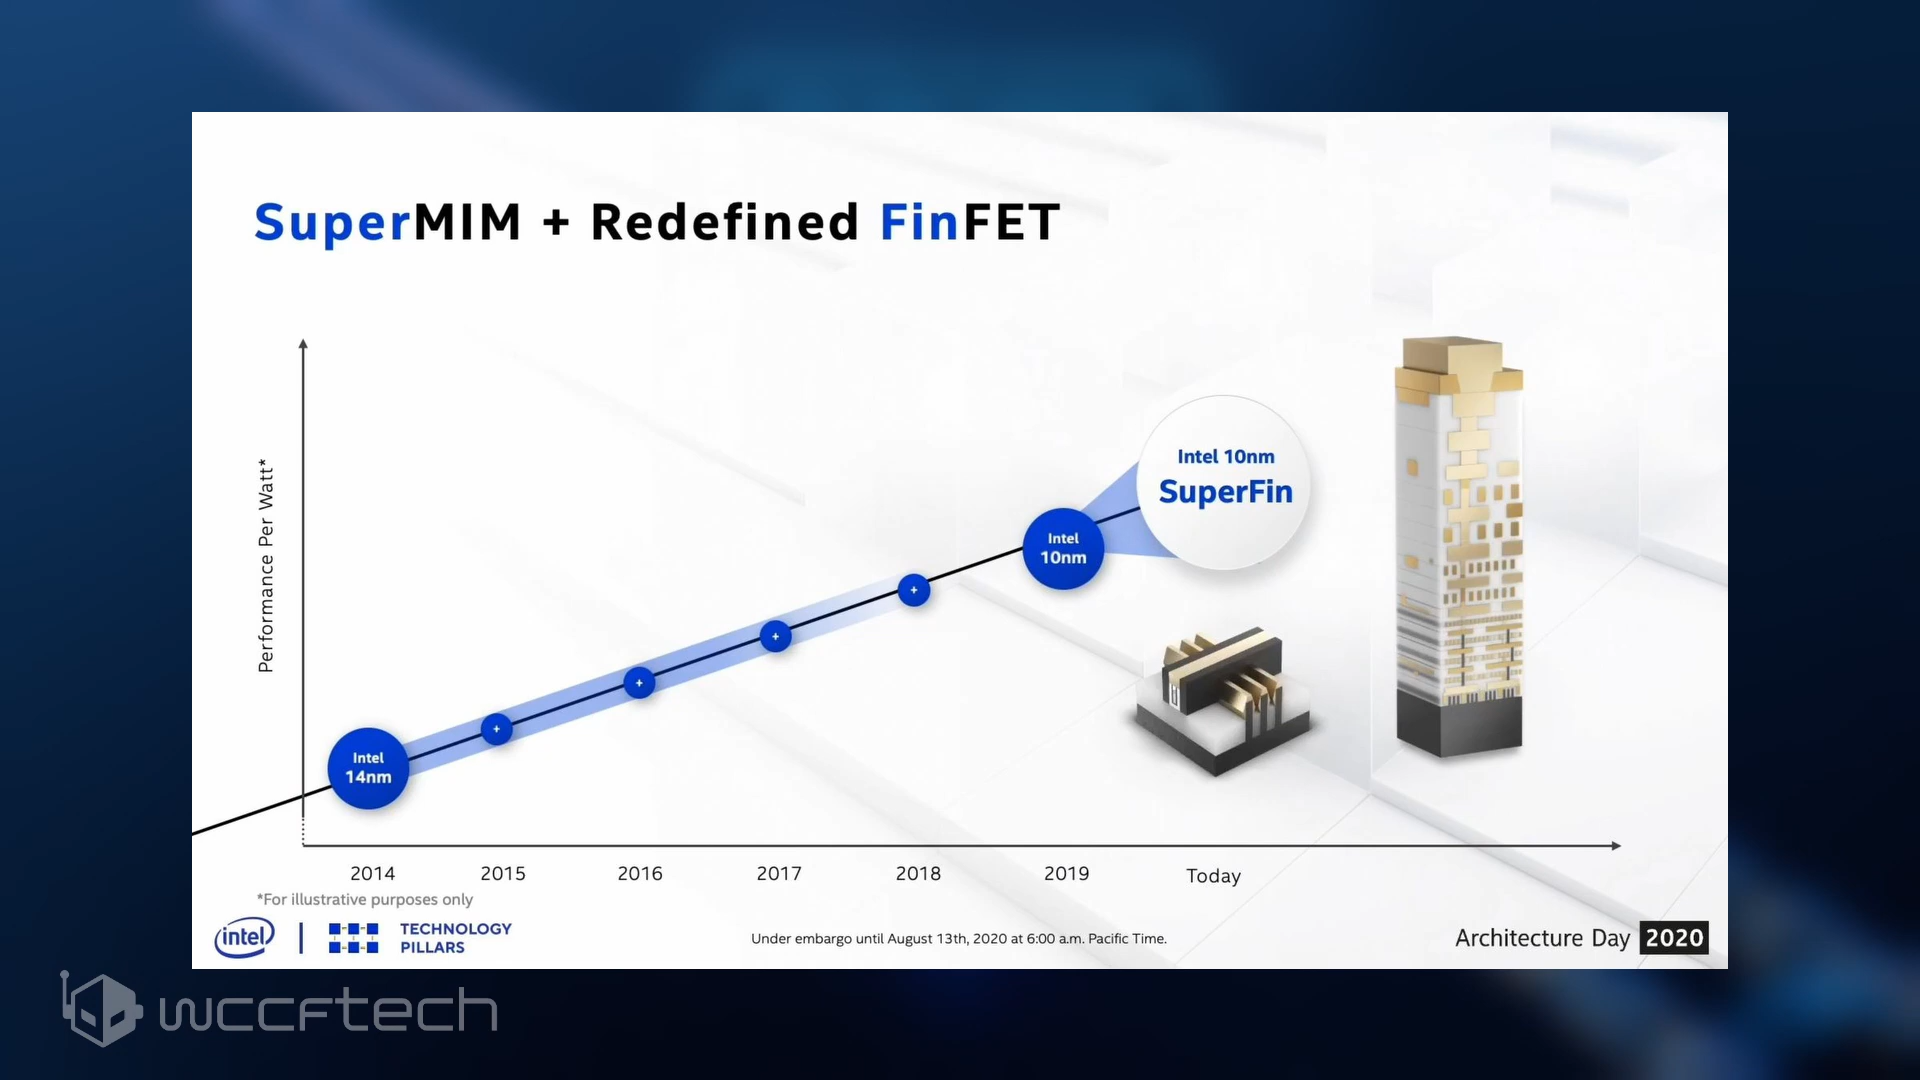 SuperMIM + Redefined FinFET
Performance Per Watt*
Intel 10nm
SuperFin
Intel
10nm
+
+
+
+
Intel
14nm
2014
2015
2016
2017
2018
2019
Today
*For illustrative purposes only
intel
TECHNOLOGY
PILLARS
Under embargo until August 13th, 2020 at 6:00 a.m. Pacific Time.
Architecture Day 2020
wccftech